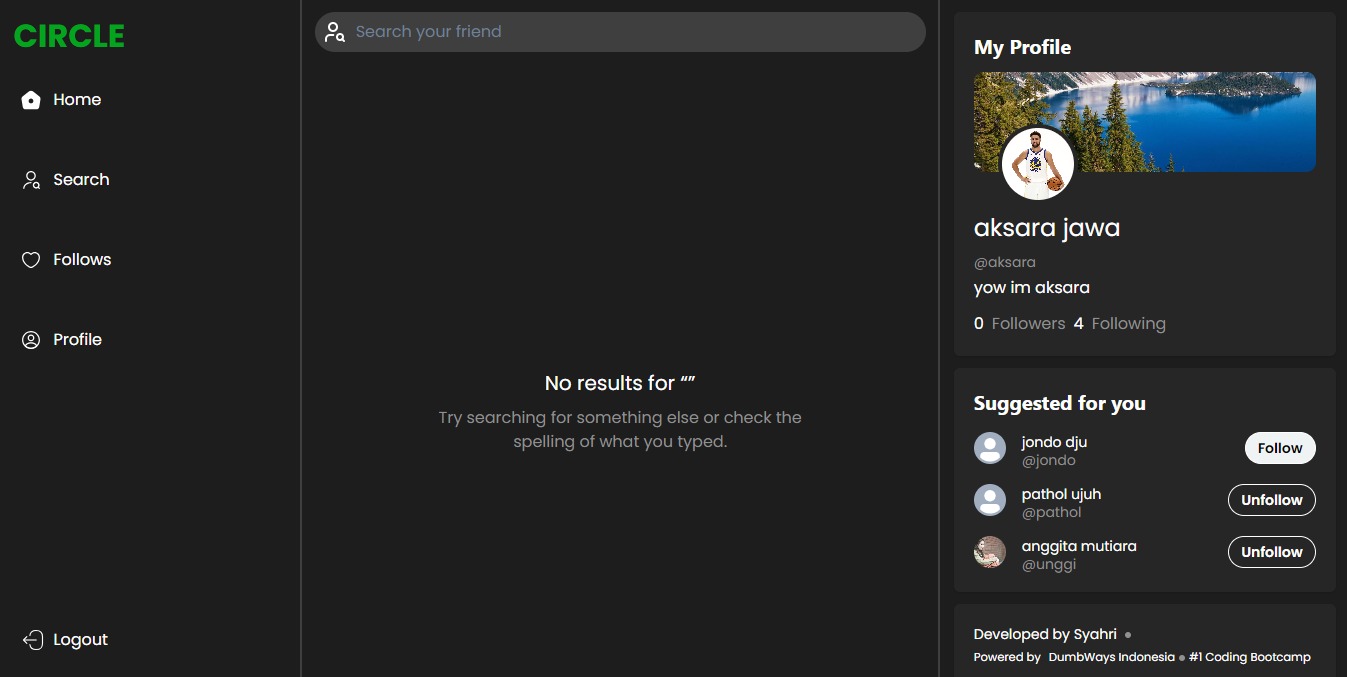 CIRCLE
Home
Search
Follows
Profile
Logout
Search your friend
No results for “”
Try searching for something else or check the
spelling of what you typed.
My Profile
aksara jawa
@aksara
yow im aksara
0 Followers 4 Following
Suggested for you
jondo dju
@jondo
Follow
pathol ujuh
@pathol
Unfollow
anggita mutiara
@unggi
Unfollow
Developed by Syahri •
Powered by DumbWays Indonesia • #1 Coding Bootcamp